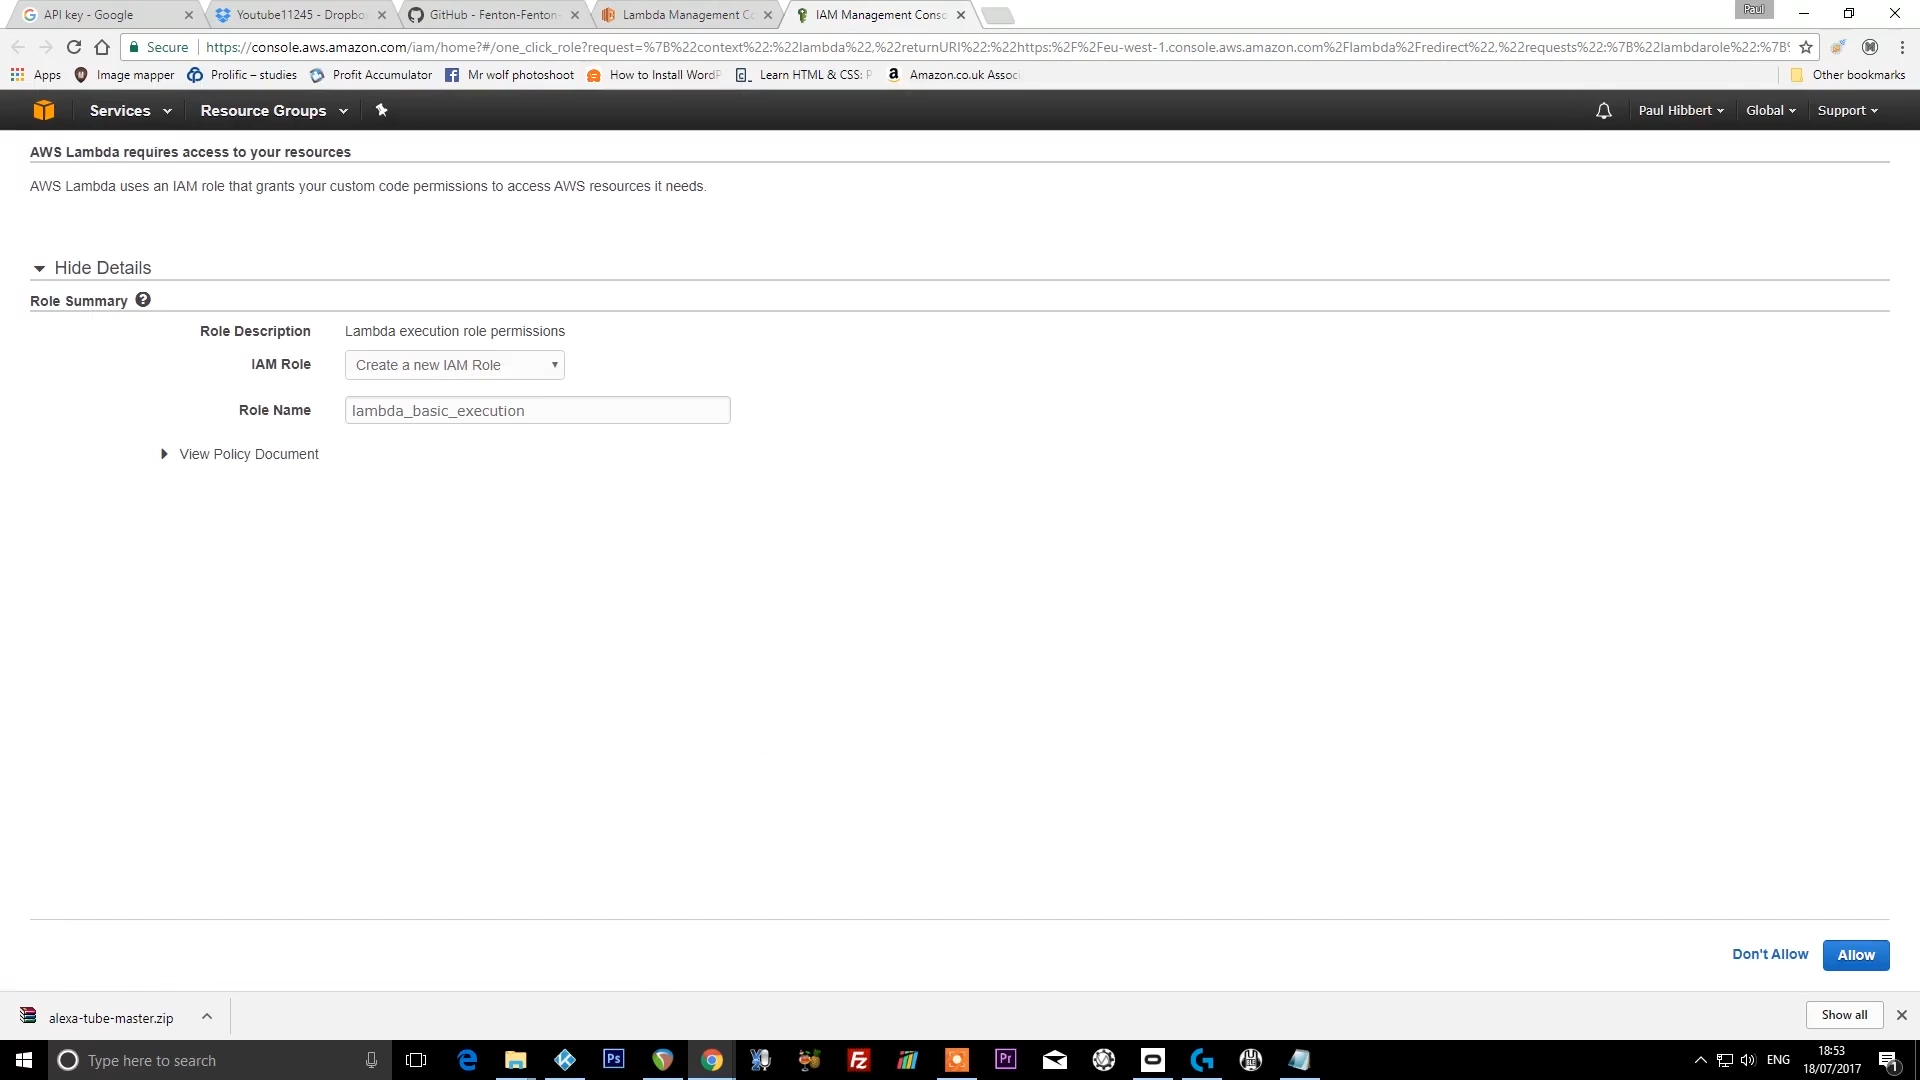 API key - Google
Youtube11245 - Dropbo
GitHub - Fenton-Fenton-
Lambda Management Co
IAM Management Conso
Paul
Secure
https://console.aws.amazon.com/iam/home?#/one_click_role?request=%7B%22context%22:%22lambda%22,%22returnURI%22:%22https:%2F%2Feu-west-1.console.aws.amazon.com%2Flambda%2Fredirect%22,%22requests%22:%7B%22lambdarole%22:%7B%
Apps
Image mapper
Prolific – studies
Profit Accumulator
Mr wolf photoshoot
How to Install WordP
Learn HTML & CSS: P
Amazon.co.uk Associ
Other bookmarks
Services
Resource Groups
Paul Hibbert
Global
Support
AWS Lambda requires access to your resources
AWS Lambda uses an IAM role that grants your custom code permissions to access AWS resources it needs.
Hide Details
Role Summary
Role Description Lambda execution role permissions
IAM Role Create a new IAM Role
Role Name lambda_basic_execution
View Policy Document
Don't Allow
Allow
alexa-tube-master.zip
Show all
Type here to search
ENG
18:53
18/07/2017